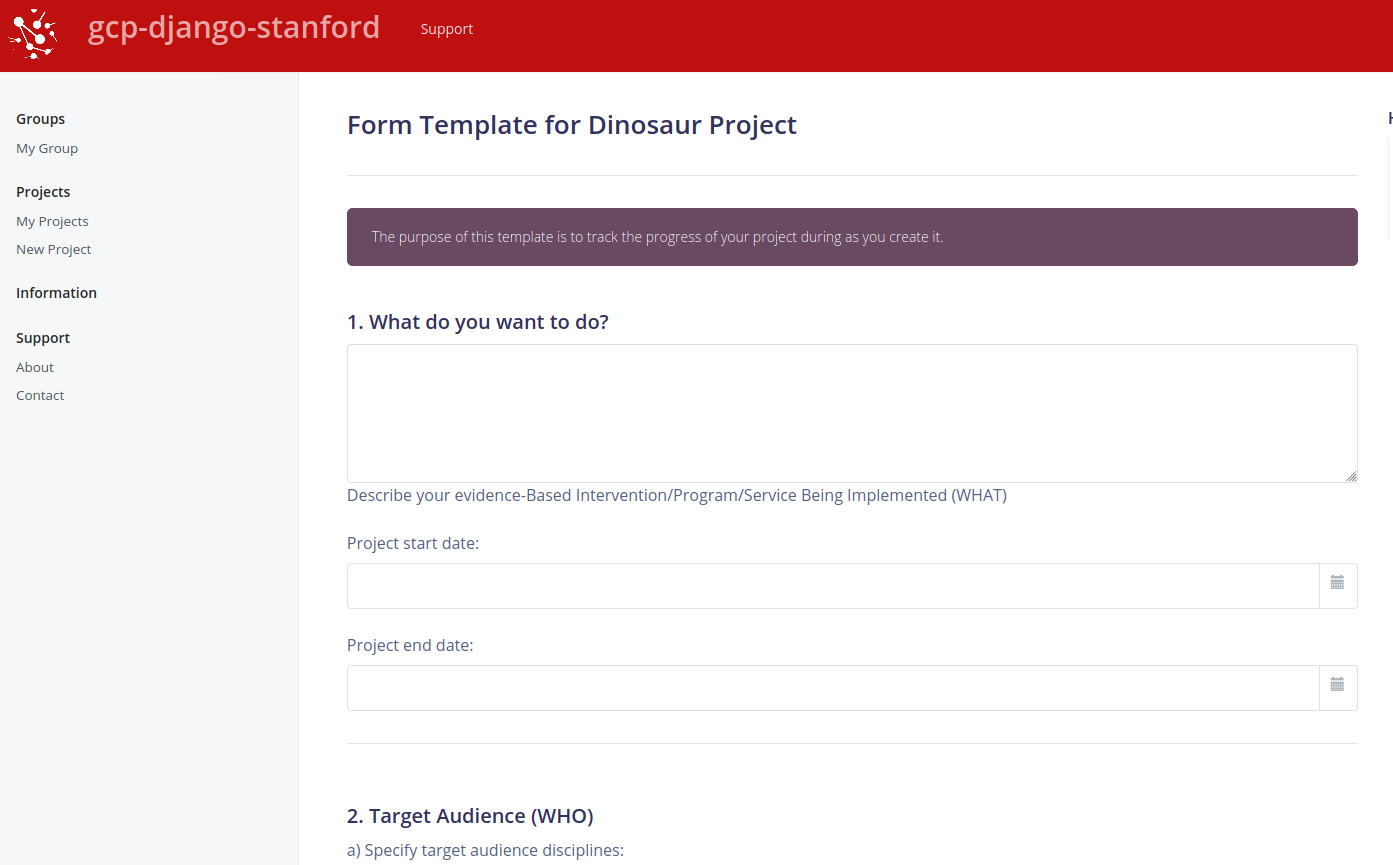 gcp-django-stanford
Support
Groups
My Group
Projects
My Projects
New Project
Information
Support
About
Contact
Form Template for Dinosaur Project
The purpose of this template is to track the progress of your project during as you create it.
1. What do you want to do?
Describe your evidence-Based Intervention/Program/Service Being Implemented (WHAT)
Project start date:
Project end date:
2. Target Audience (WHO)
a) Specify target audience disciplines: